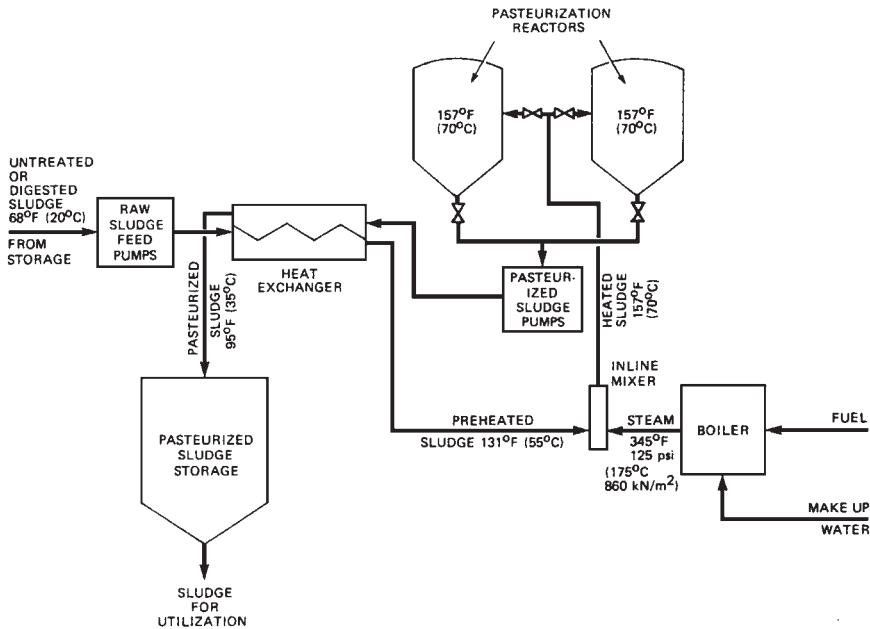 PASTEURIZATION
REACTORS
157°F
(70°C)
157°F
(70°C)
UNTREATED
OR
DIGESTED
SLUDGE
68°F (20°C)
FROM
STORAGE
RAW
SLUDGE
FEED
PUMPS
HEAT
EXCHANGER
PASTEURIZED
SLUDGE
95°F (35°C)
PASTEUR-
IZED
SLUDGE
PUMPS
HEATED
SLUDGE
157°F
(70°C)
INLINE
MIXER
PREHEATED
SLUDGE 131°F (55°C)
STEAM
345°F
125 psi
(175°C
860 kN/m²)
BOILER
FUEL
MAKE UP
WATER
PASTEURIZED
SLUDGE
STORAGE
SLUDGE
FOR
UTILIZATION